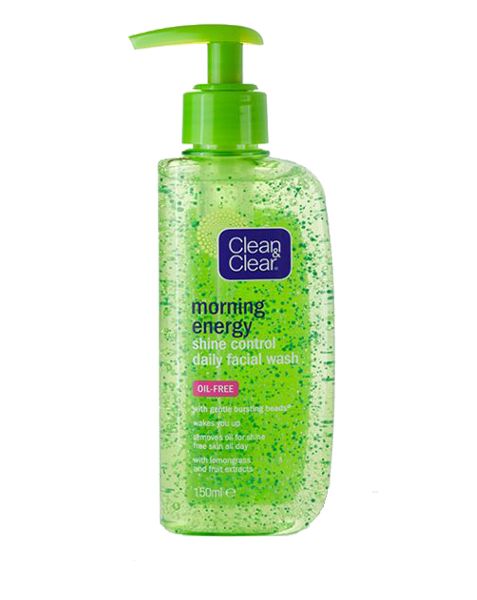 Clean &
Clear®
morning
energy
shine control
daily facial wash
OIL-FREE
with gentle bursting beads*
wakes you up
removes oil for shine
free skin all day
with lemongrass
and fruit extracts
150ml ℮